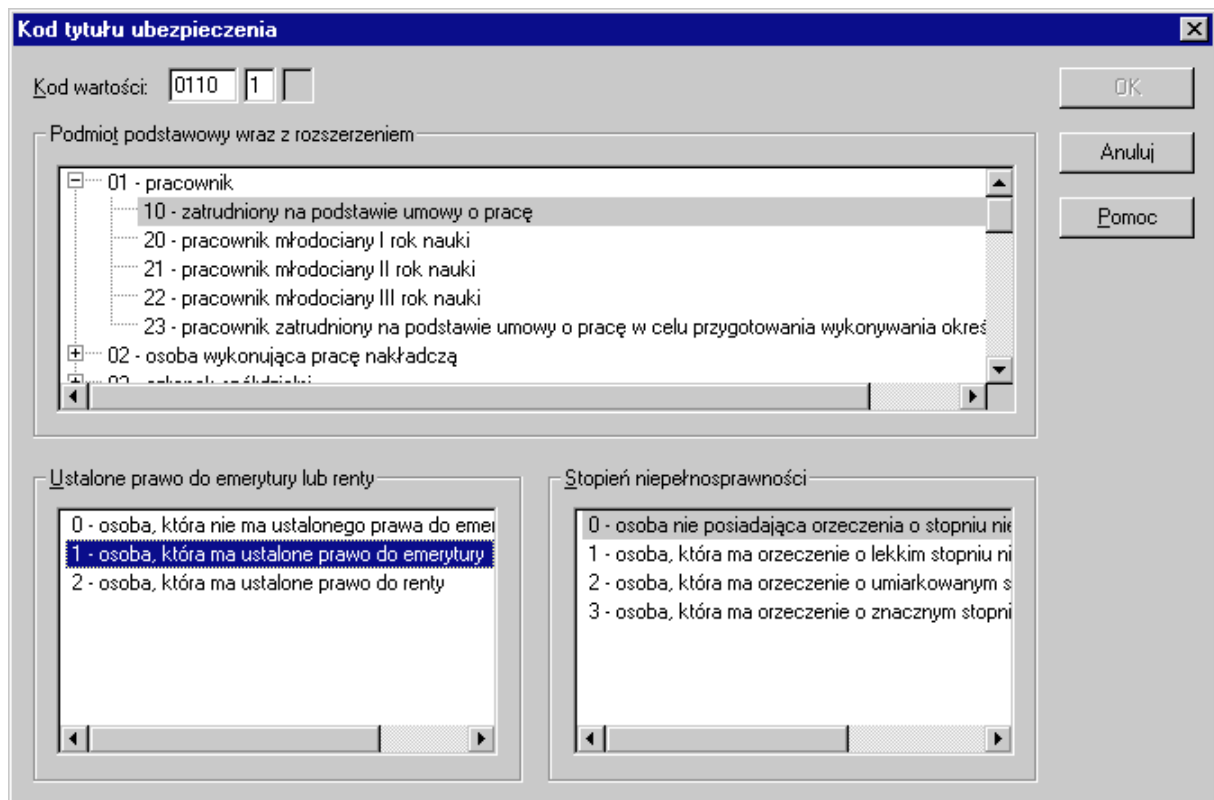 Kod tytułu ubezpieczenia
Kod wartości: 0110 1
OK
Podmiot podstawowy wraz z rozszerzeniem
Anuluj
01 - pracownik
10 - zatrudniony na podstawie umowy o pracę
Pomoc
20 - pracownik młodociany I rok nauki
21 - pracownik młodociany II rok nauki
22 - pracownik młodociany III rok nauki
23 - pracownik zatrudniony na podstawie umowy o pracę w celu przygotowania wykonywania okreś
02 - osoba wykonująca pracę nakładczą
Ustalone prawo do emerytury lub renty
0 - osoba, która nie ma ustalonego prawa do emer
1 - osoba, która ma ustalone prawo do emerytury
2 - osoba, która ma ustalone prawo do renty
Stopień niepełnosprawności
0 - osoba nie posiadająca orzeczenia o stopniu nie
1 - osoba, która ma orzeczenie o lekkim stopniu ni
2 - osoba, która ma orzeczenie o umiarkowanym s
3 - osoba, która ma orzeczenie o znacznym stopni